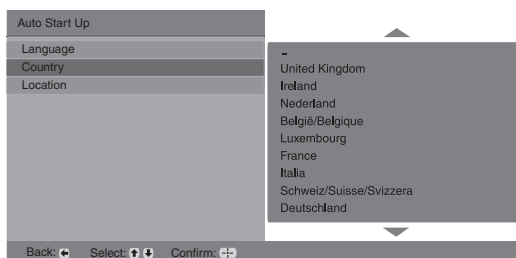 Auto Start Up
Language
Country
Location
-
United Kingdom
Ireland
Nederland
België/Belgique
Luxembourg
France
Italia
Schweiz/Suisse/Svizzera
Deutschland
Back: Select: Confirm: